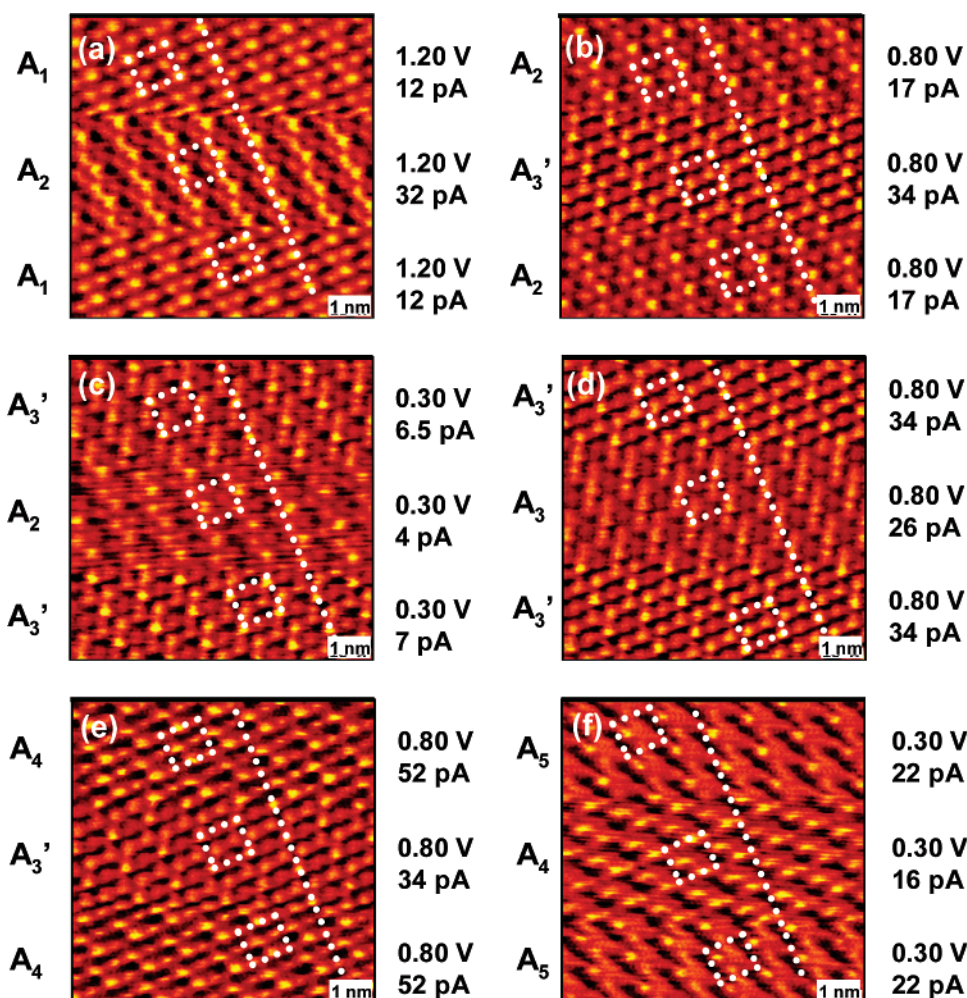 (a)
A₁
1.20 V
12 pA
A₂
1.20 V
32 pA
A₁
1.20 V
12 pA
1 nm
(b)
A₂
0.80 V
17 pA
A₃’
0.80 V
34 pA
A₂
0.80 V
17 pA
1 nm
(c)
A₃’
0.30 V
6.5 pA
A₂
0.30 V
4 pA
A₃’
0.30 V
7 pA
1 nm
(d)
A₃’
0.80 V
34 pA
A₃
0.80 V
26 pA
A₃’
0.80 V
34 pA
1 nm
(e)
A₄
0.80 V
52 pA
A₃’
0.80 V
34 pA
A₄
0.80 V
52 pA
1 nm
(f)
A₅
0.30 V
22 pA
A₄
0.30 V
16 pA
A₅
0.30 V
22 pA
1 nm